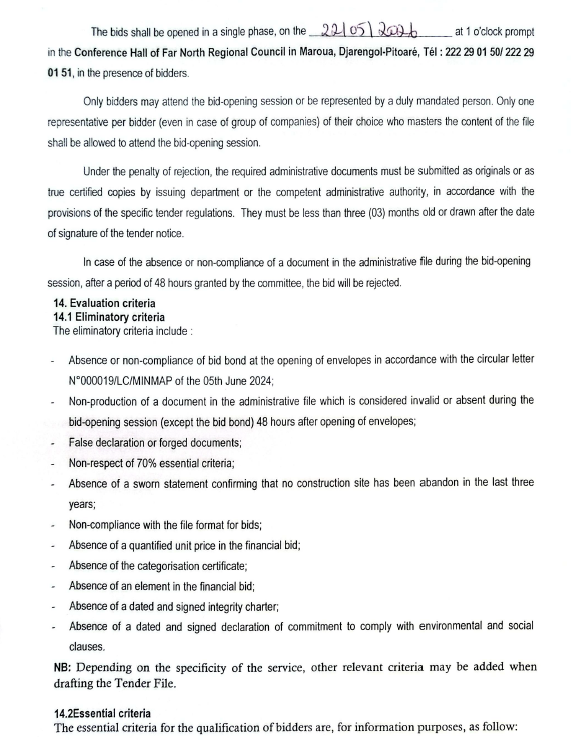 The bids shall be opened in a single phase, on the 22/05/2026 at 1 o'clock prompt
in the Conference Hall of Far North Regional Council in Maroua, Djarengol-Pitoaré, Tél : 222 29 01 50/ 222 29
01 51, in the presence of bidders.
Only bidders may attend the bid-opening session or be represented by a duly mandated person. Only one
representative per bidder (even in case of group of companies) of their choice who masters the content of the file
shall be allowed to attend the bid-opening session.
Under the penalty of rejection, the required administrative documents must be submitted as originals or as
true certified copies by issuing department or the competent administrative authority, in accordance with the
provisions of the specific tender regulations. They must be less than three (03) months old or drawn after the date
of signature of the tender notice.
In case of the absence or non-compliance of a document in the administrative file during the bid-opening
session, after a period of 48 hours granted by the committee, the bid will be rejected.
14. Evaluation criteria
14.1 Eliminatory criteria
The eliminatory criteria include :
- Absence or non-compliance of bid bond at the opening of envelopes in accordance with the circular letter
N°000019/LC/MINMAP of the 05th June 2024;
- Non-production of a document in the administrative file which is considered invalid or absent during the
bid-opening session (except the bid bond) 48 hours after opening of envelopes;
- False declaration or forged documents;
- Non-respect of 70% essential criteria;
- Absence of a sworn statement confirming that no construction site has been abandon in the last three
years;
- Non-compliance with the file format for bids;
- Absence of a quantified unit price in the financial bid;
- Absence of the categorisation certificate;
- Absence of an element in the financial bid;
- Absence of a dated and signed integrity charter;
- Absence of a dated and signed declaration of commitment to comply with environmental and social
clauses.
NB: Depending on the specificity of the service, other relevant criteria may be added when
drafting the Tender File.
14.2Essential criteria
The essential criteria for the qualification of bidders are, for information purposes, as follow: